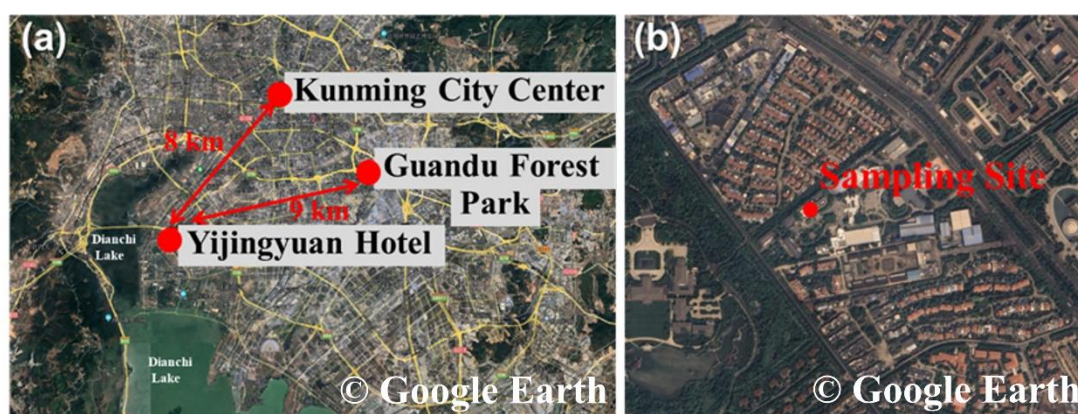 (a)
Kunming City Center
8 km
Guandu Forest
Park
9 km
Yijingyuan Hotel
Dianchi
Lake
Dianchi
Lake
© Google Earth
(b)
Sampling Site
© Google Earth